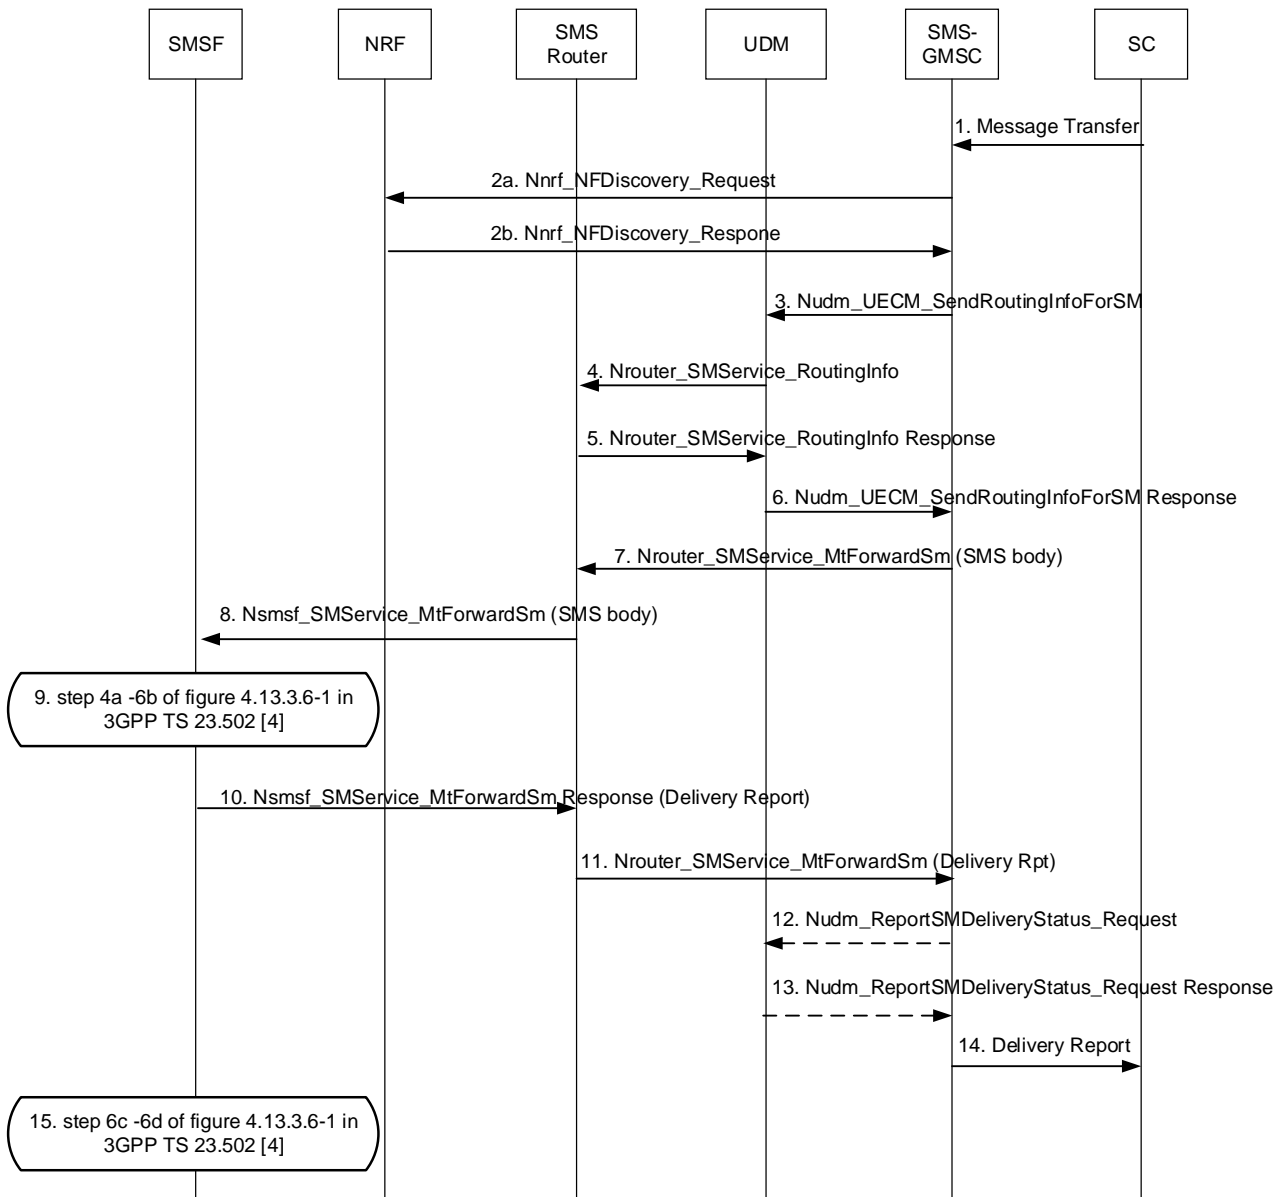 SMSF
NRF
SMS
Router
UDM
SMS-
GMSC
SC
1. Message Transfer
2a. Nnrf_NFDiscovery_Request
2b. Nnrf_NFDiscovery_Respone
3. Nudm_UECM_SendRoutingInfoForSM
4. Nrouter_SMService_RoutingInfo
5. Nrouter_SMService_RoutingInfo Response
6. Nudm_UECM_SendRoutingInfoForSM Response
7. Nrouter_SMService_MtForwardSm (SMS body)
8. Nsmsf_SMService_MtForwardSm (SMS body)
9. step 4a -6b of figure 4.13.3.6-1 in
3GPP TS 23.502 [4]
10. Nsmsf_SMService_MtForwardSm Response (Delivery Report)
11. Nrouter_SMService_MtForwardSm (Delivery Rpt)
12. Nudm_ReportSMDeliveryStatus_Request
13. Nudm_ReportSMDeliveryStatus_Request Response
14. Delivery Report
15. step 6c -6d of figure 4.13.3.6-1 in
3GPP TS 23.502 [4]